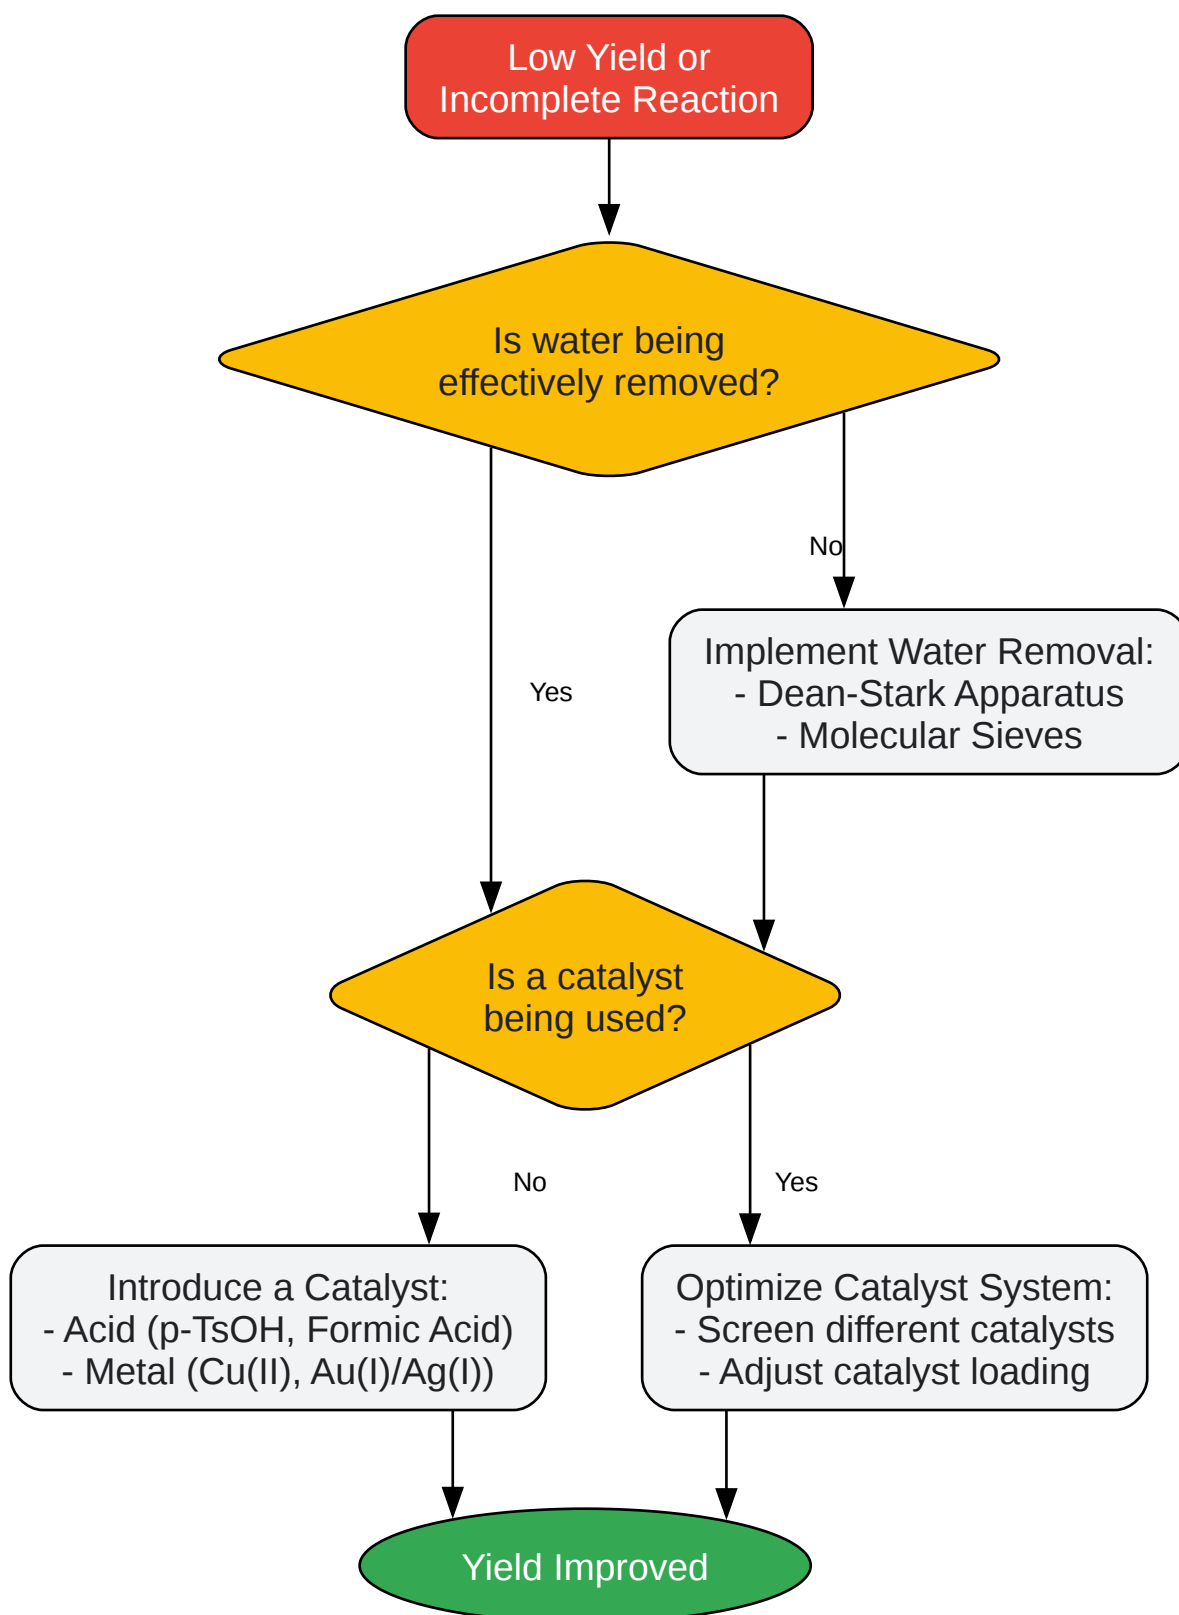 Low Yield or
Incomplete Reaction
Is water being
effectively removed?
No
Implement Water Removal:
- Dean-Stark Apparatus
- Molecular Sieves
Yes
Is a catalyst
being used?
No
Yes
Introduce a Catalyst:
- Acid (p-TsOH, Formic Acid)
- Metal (Cu(II), Au(I)/Ag(I))
Optimize Catalyst System:
- Screen different catalysts
- Adjust catalyst loading
Yield Improved